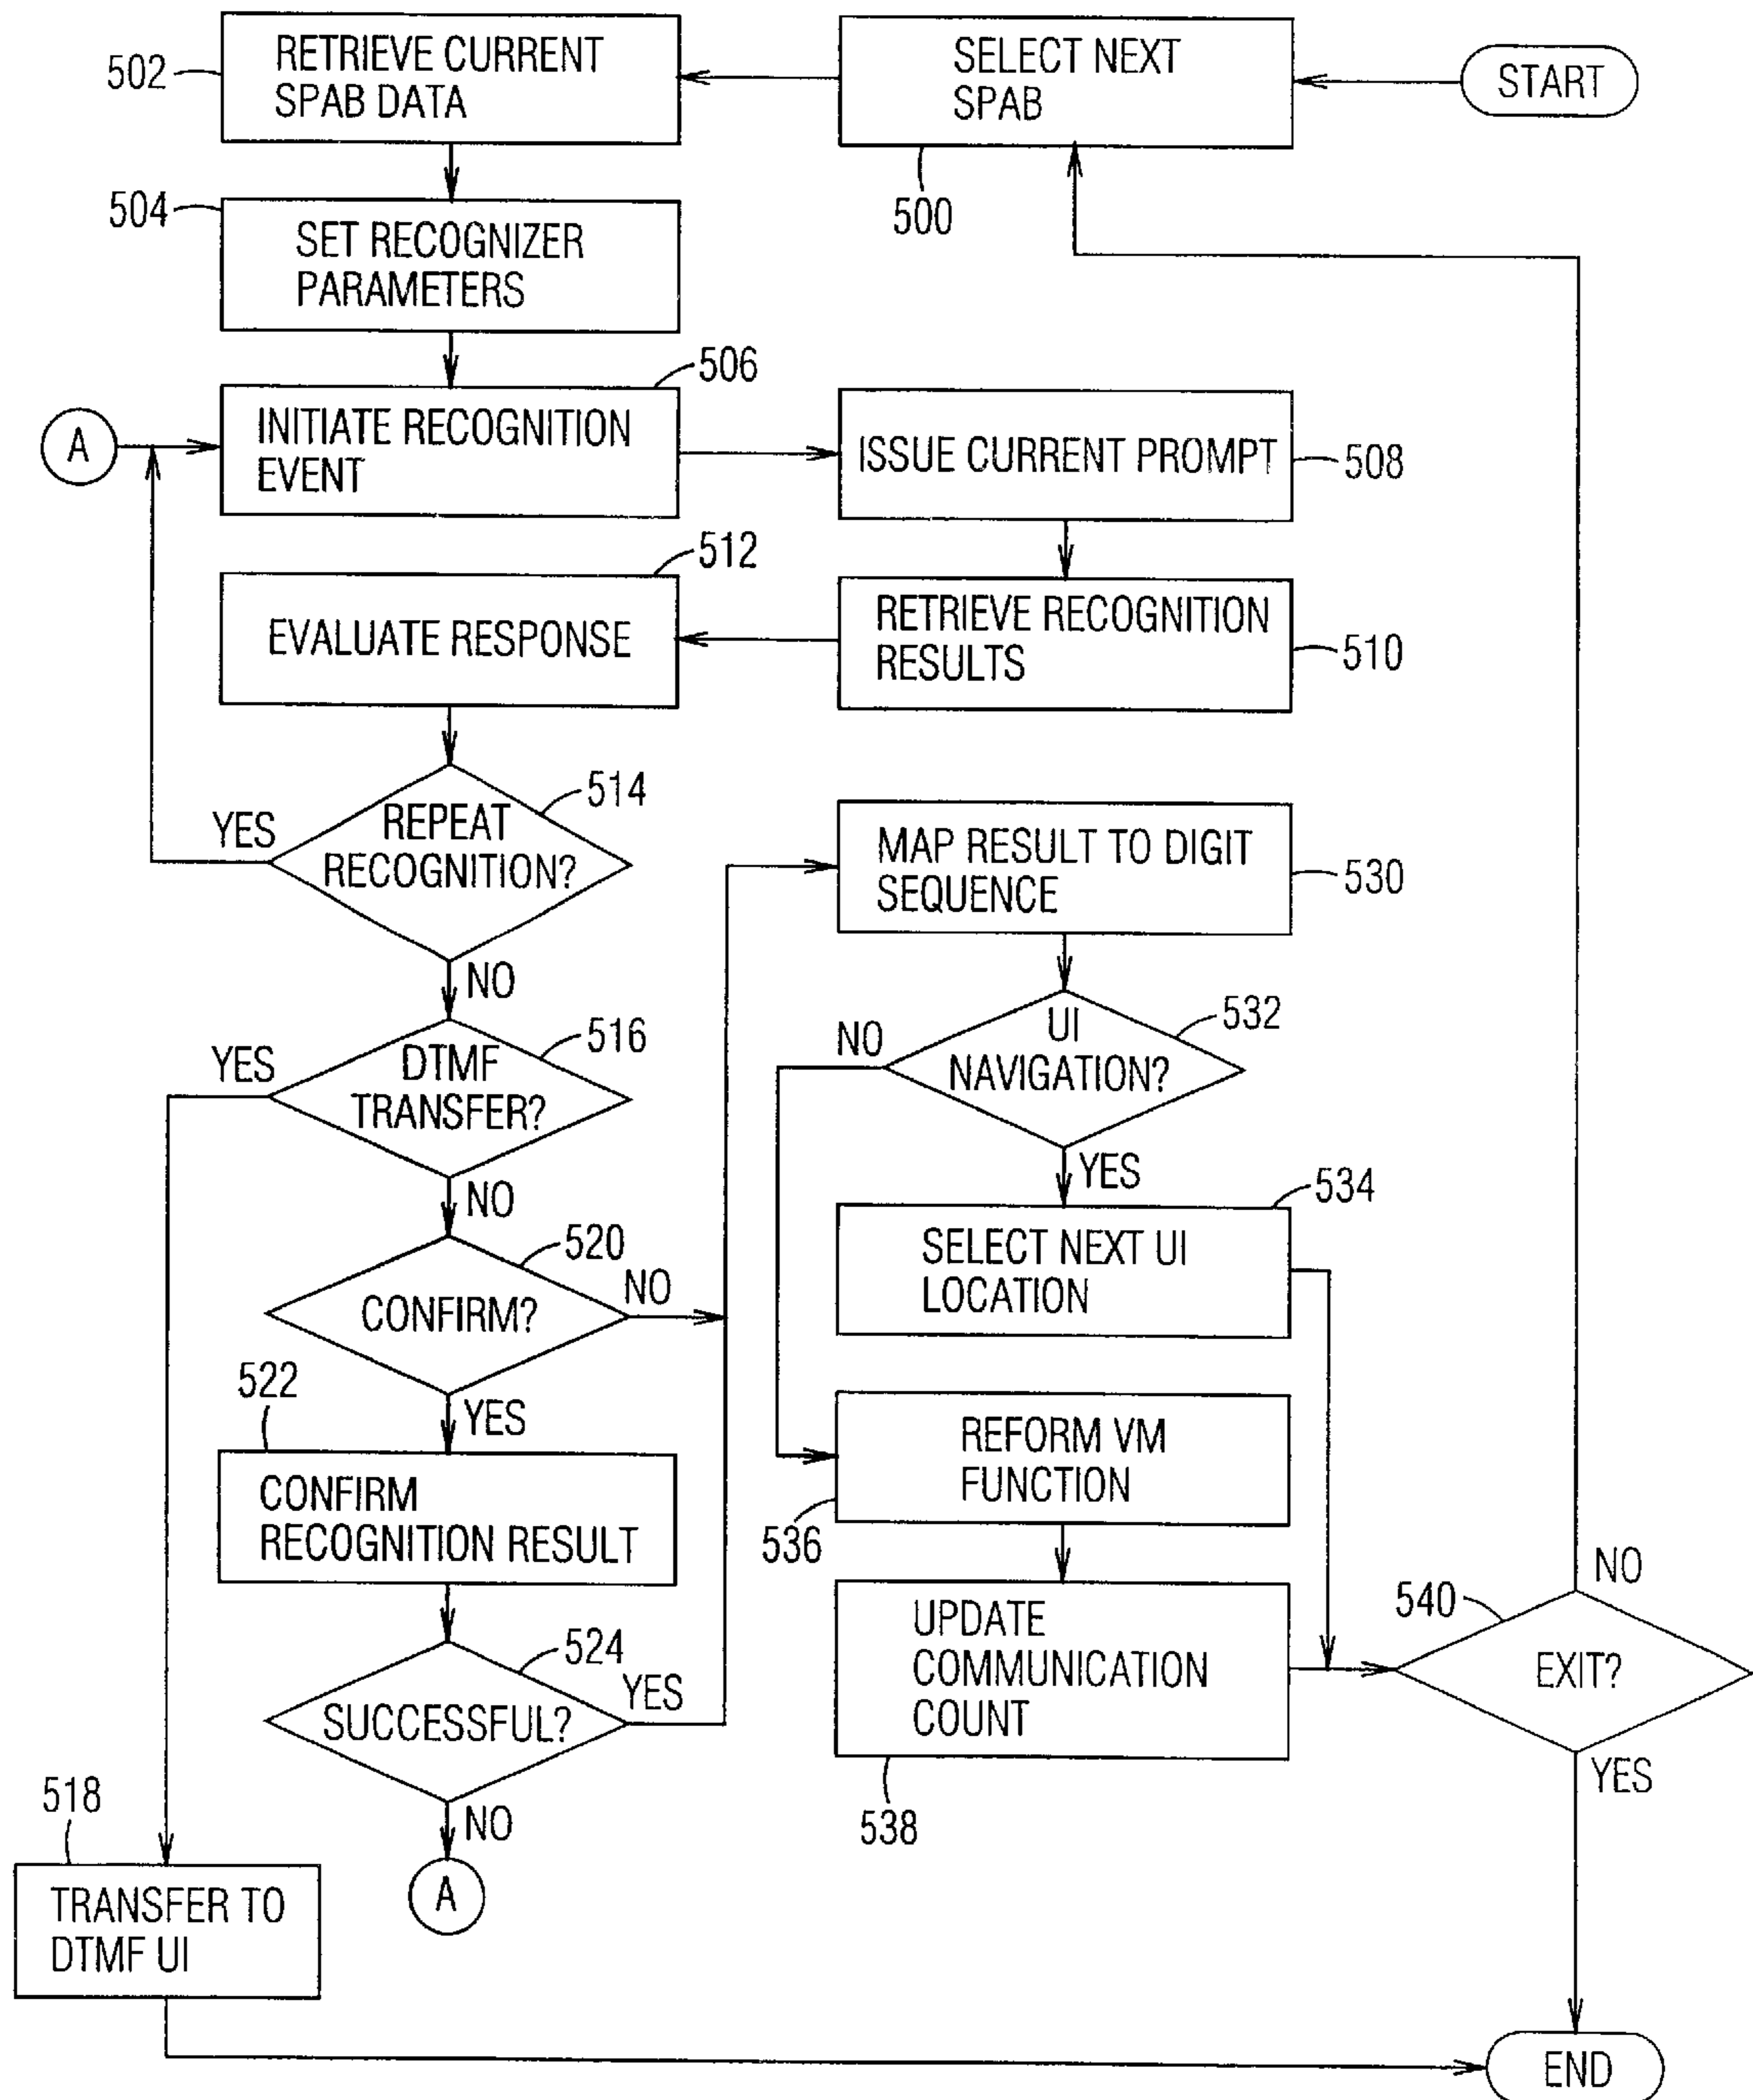 502
RETRIEVE CURRENT
SPAB DATA
SELECT NEXT
SPAB
START
500
504
SET RECOGNIZER
PARAMETERS
506
A
INITIATE RECOGNITION
EVENT
ISSUE CURRENT PROMPT
508
512
EVALUATE RESPONSE
RETRIEVE RECOGNITION
RESULTS
510
514
YES
REPEAT
RECOGNITION?
NO
MAP RESULT TO DIGIT
SEQUENCE
530
516
YES
DTMF
TRANSFER?
NO
532
NO
UI
NAVIGATION?
YES
520
CONFIRM?
NO
YES
534
SELECT NEXT UI
LOCATION
522
CONFIRM
RECOGNITION RESULT
REFORM VM
FUNCTION
536
524
SUCCESSFUL?
YES
NO
A
UPDATE
COMMUNICATION
COUNT
538
540
NO
EXIT?
YES
518
TRANSFER TO
DTMF UI
END